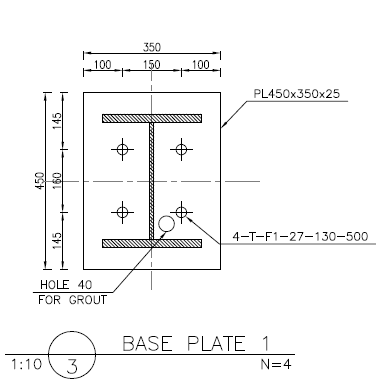 350
100 150 100
PL450x350x25
145
450
160
145
4-T-F1-27-130-500
HOLE 40
FOR GROUT
BASE PLATE 1
1:10 3 N=4